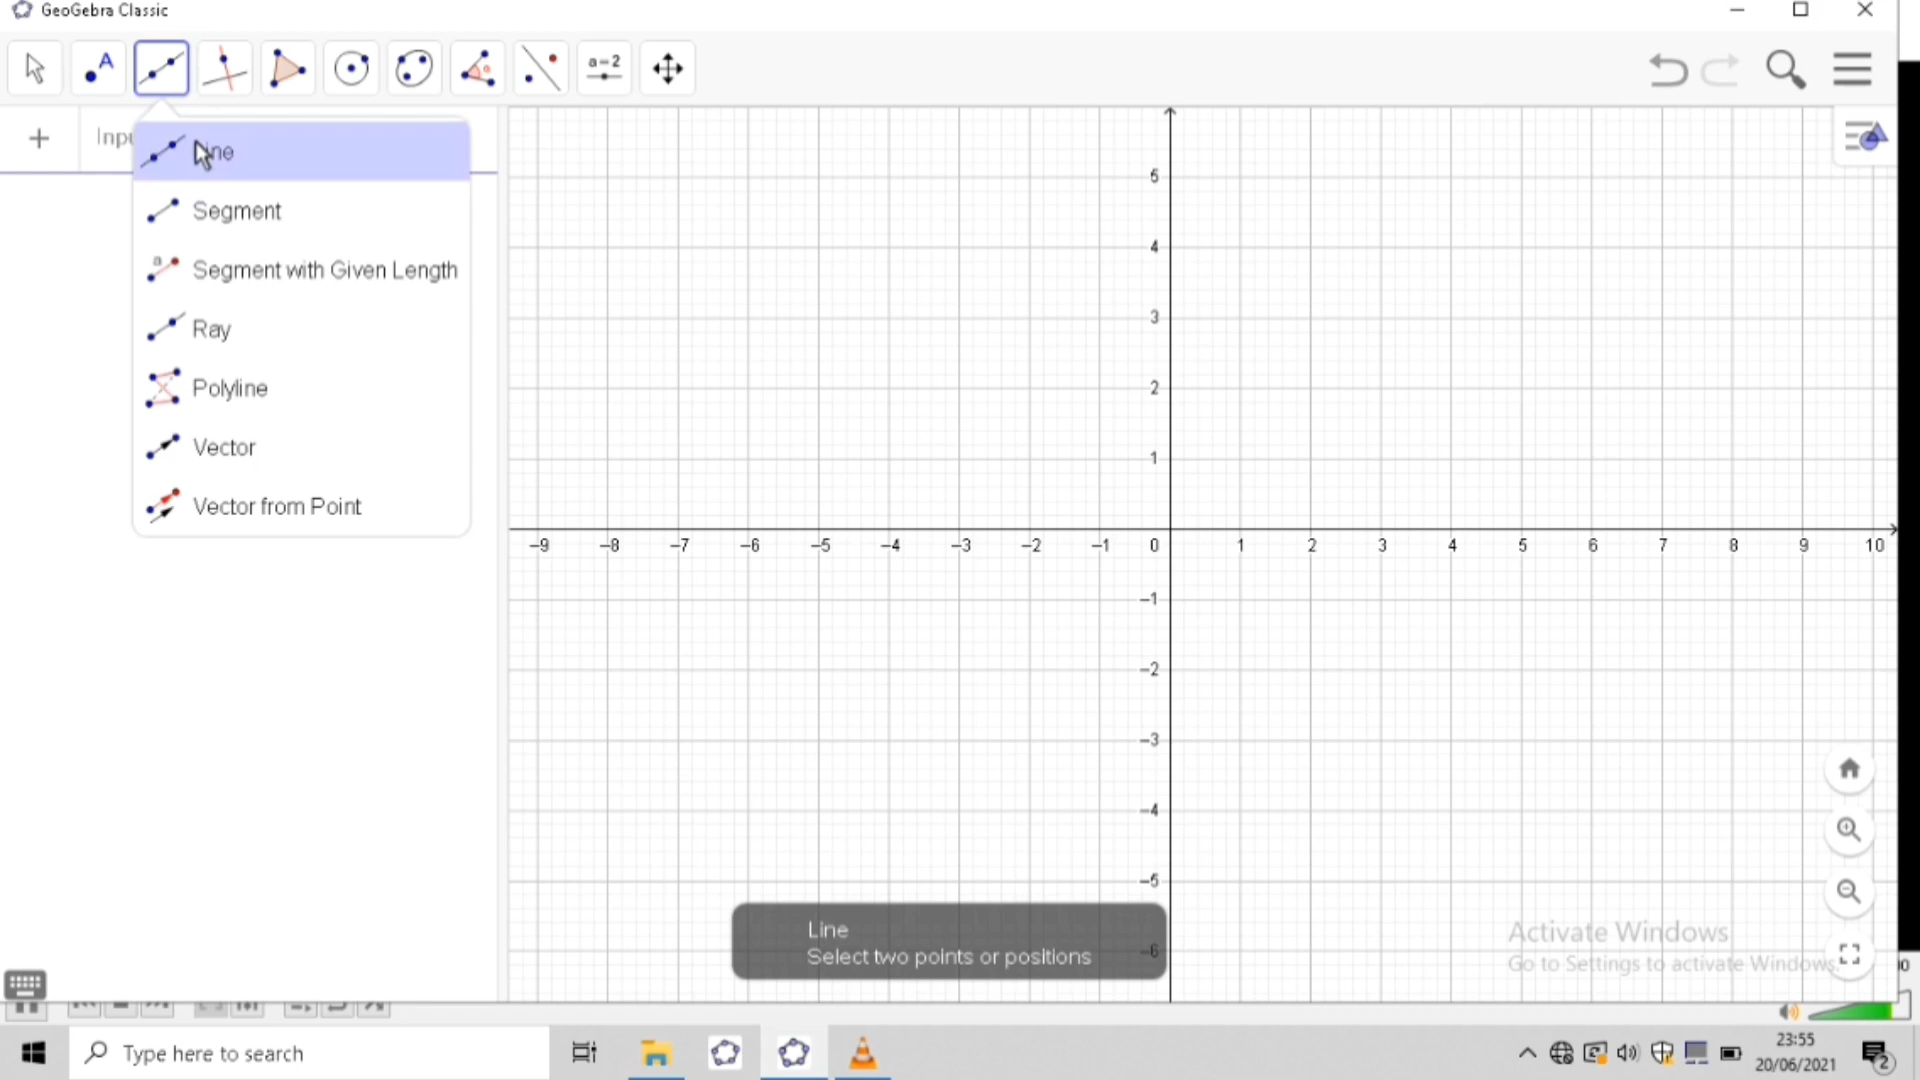 GeoGebra Classic
A
a=2
Inpu
Line
Segment
a
Segment with Given Length
Ray
Polyline
Vector
Vector from Point
5
4
3
2
1
–9 –8 –7 –6 –5 –4 –3 –2 –1 0 1 2 3 4 5 6 7 8 9 10
–1
–2
–3
–4
–5
–6
Line
Select two points or positions
Activate Windows
Go to Settings to activate Windows.
Type here to search
23:55
20/06/2021
2